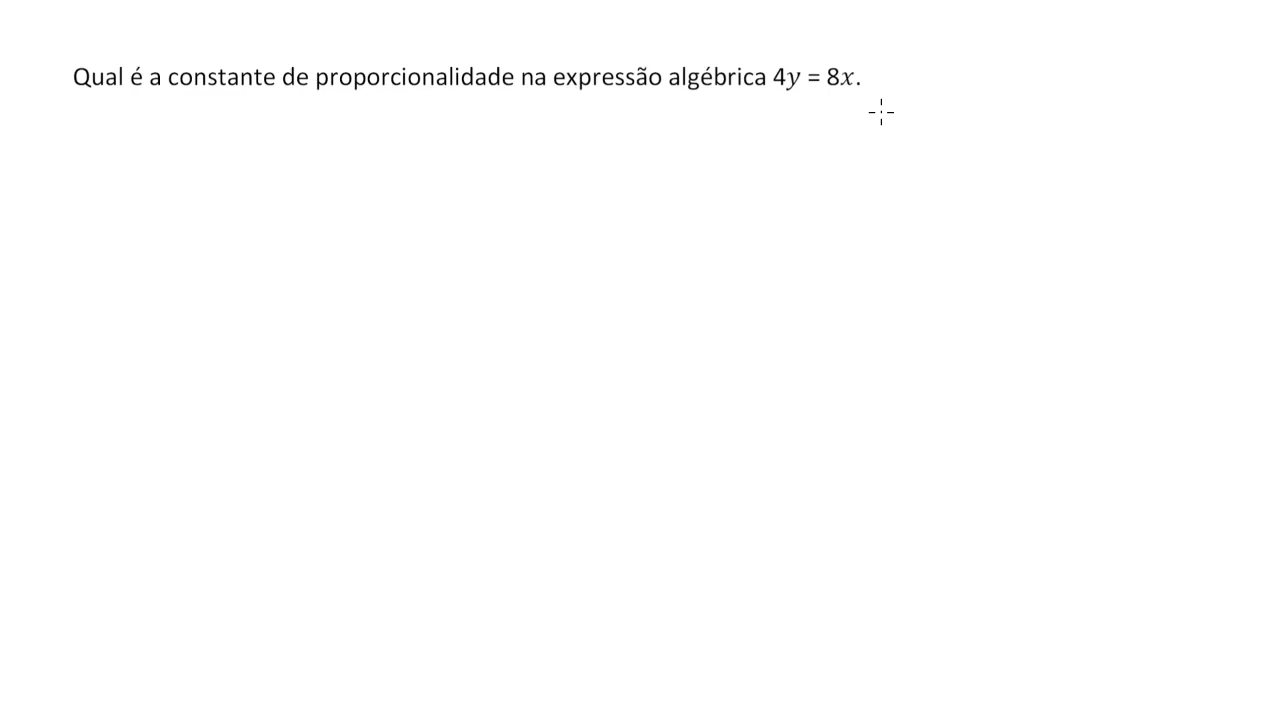 Qual é a constante de proporcionalidade na expressão algébrica 4𝑦 = 8𝑥.